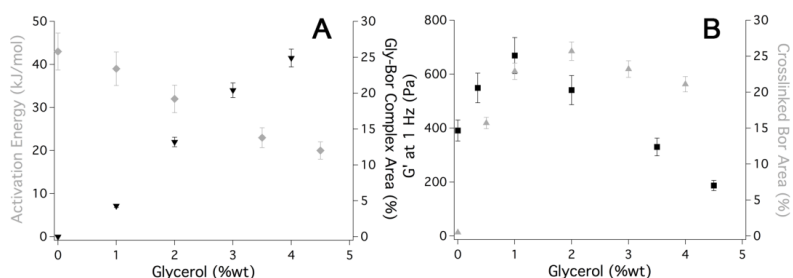 A
50
40
30
20
10
0
Activation Energy (kJ/mol)
30
25
20
15
10
5
0
Gly-Bor Complex Area (%)
0 1 2 3 4 5
Glycerol (%wt)
B
800
600
400
200
0
G' at 1 Hz (Pa)
30
25
20
15
10
5
0
Crosslinked Bor Area (%)
0 1 2 3 4 5
Glycerol (%wt)